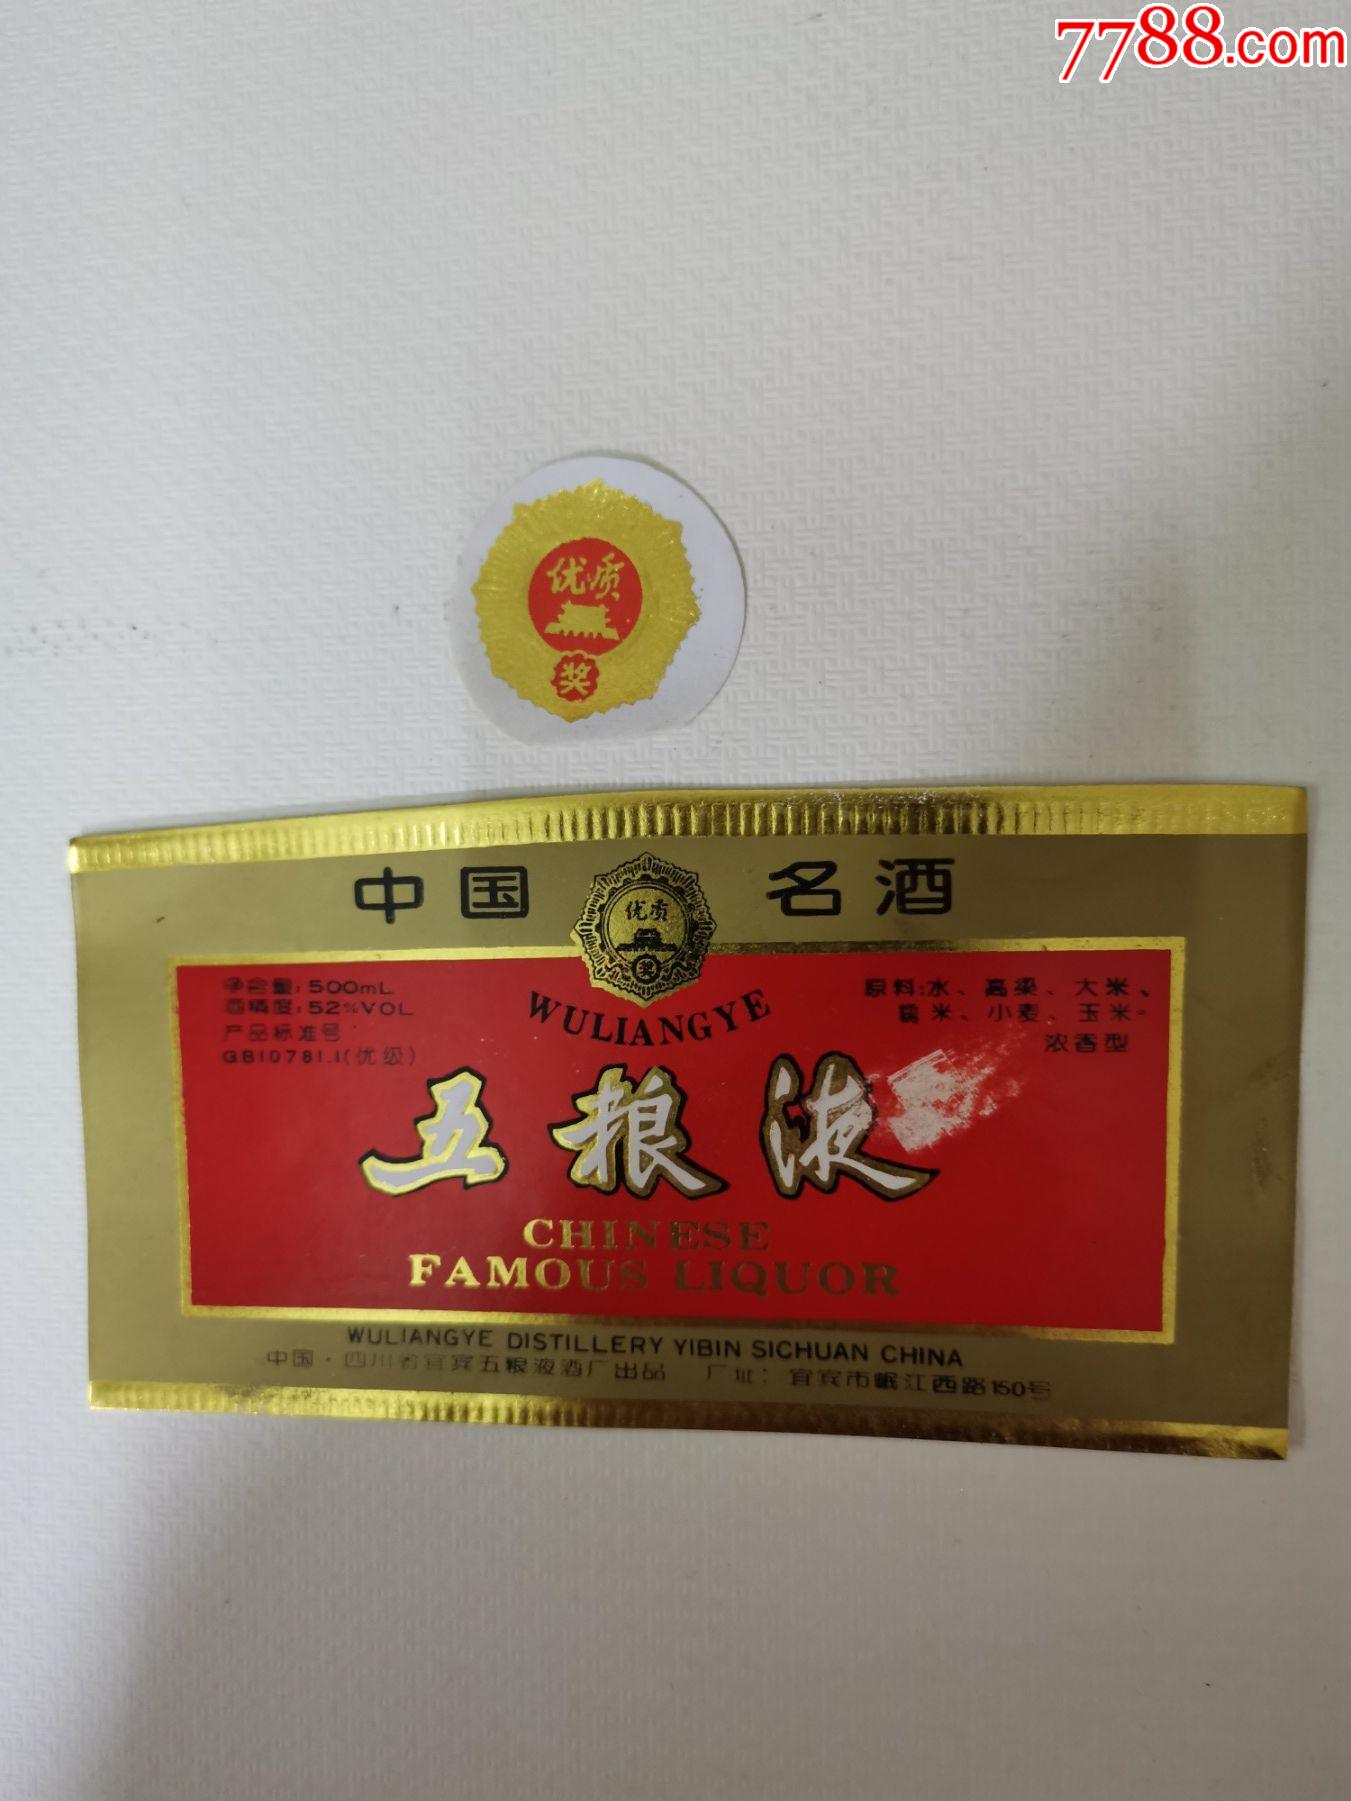 7788.com
优质
奖
中国 名酒
优质
奖
净含量:500mL
酒精度:52%VOL
产品标准号
GB10781.1(优级)
WULIANGYE
原料:水、高粱、大米、
糯米、小麦、玉米。
浓香型
五粮液
CHINESE
FAMOUS LIQUOR
WULIANGYE DISTILLERY YIBIN SICHUAN CHINA
中国·四川省宜宾五粮液酒厂出品 厂址:宜宾市岷江西路150号